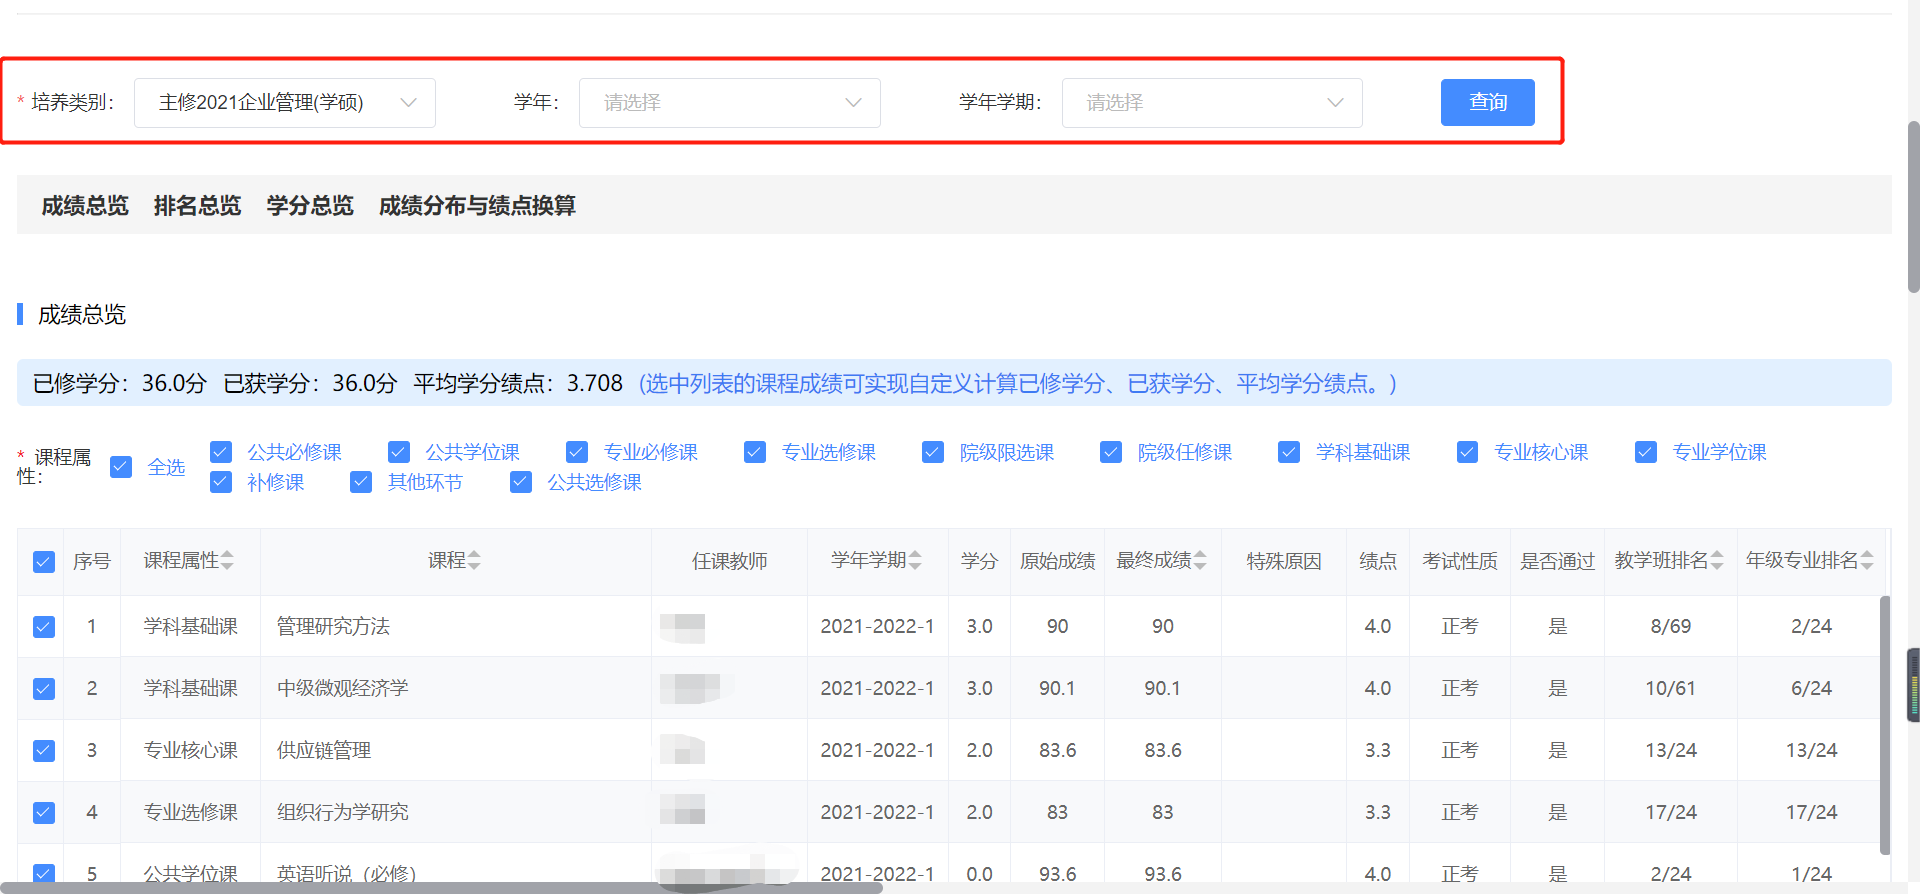 * 培养类别： 主修2021企业管理(学硕) 学年： 请选择 学年学期： 请选择 查询
成绩总览 排名总览 学分总览 成绩分布与绩点换算
成绩总览
已修学分：36.0分 已获学分：36.0分 平均学分绩点：3.708 (选中列表的课程成绩可实现自定义计算已修学分、已获学分、平均学分绩点。)
* 课程属性： 全选 公共必修课 公共学位课 专业必修课 专业选修课 院级限选课 院级任修课 学科基础课 专业核心课 专业学位课
补修课 其他环节 公共选修课
序号 课程属性 课程 任课教师 学年学期 学分 原始成绩 最终成绩 特殊原因 绩点 考试性质 是否通过 教学班排名 年级专业排名
1 学科基础课 管理研究方法 2021-2022-1 3.0 90 90 4.0 正考 是 8/69 2/24
2 学科基础课 中级微观经济学 2021-2022-1 3.0 90.1 90.1 4.0 正考 是 10/61 6/24
3 专业核心课 供应链管理 2021-2022-1 2.0 83.6 83.6 3.3 正考 是 13/24 13/24
4 专业选修课 组织行为学研究 2021-2022-1 2.0 83 83 3.3 正考 是 17/24 17/24
5 公共学位课 英语听说（必修） 2021-2022-1 0.0 93.6 93.6 4.0 正考 是 2/24 1/24